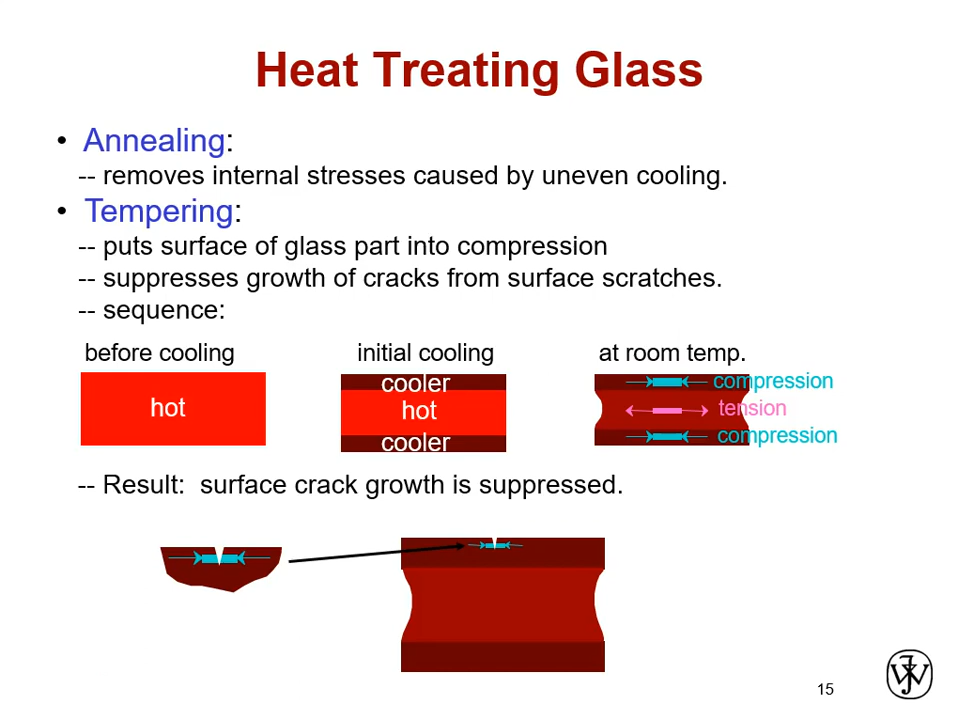 Heat Treating Glass
• Annealing:
-- removes internal stresses caused by uneven cooling.
• Tempering:
-- puts surface of glass part into compression
-- suppresses growth of cracks from surface scratches.
-- sequence:
before cooling
initial cooling
at room temp.
hot
cooler
hot
cooler
compression
tension
compression
-- Result: surface crack growth is suppressed.
15